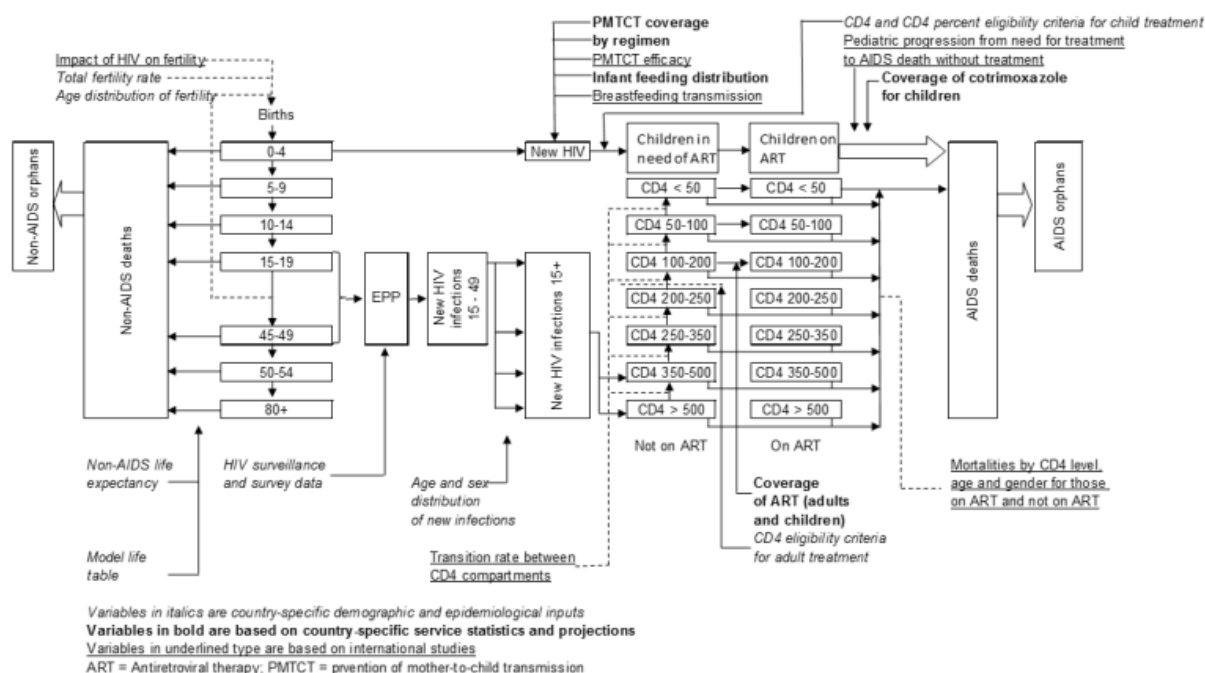 Impact of HIV on fertility
Total fertility rate
Age distribution of fertility
Births
PMTCT coverage
by regimen
PMTCT efficacy
Infant feeding distribution
Breastfeeding transmission
CD4 and CD4 percent eligibility criteria for child treatment
Pediatric progression from need for treatment
to AIDS death without treatment
Coverage of cotrimoxazole
for children
Non-AIDS orphans
Non-AIDS deaths
0-4
5-9
10-14
15-19
45-49
50-54
80+
EPP
New HIV
infections
15 - 49
New HIV infections 15+
New HIV
Children in
need of ART
Children on
ART
CD4 < 50
CD4 < 50
CD4 50-100
CD4 50-100
CD4 100-200
CD4 100-200
CD4 200-250
CD4 200-250
CD4 250-350
CD4 250-350
CD4 350-500
CD4 350-500
CD4 > 500
CD4 > 500
Not on ART
On ART
AIDS deaths
AIDS orphans
Non-AIDS life
expectancy
Model life
table
HIV surveillance
and survey data
Age and sex
distribution
of new infections
Transition rate between
CD4 compartments
Coverage
of ART (adults
and children)
CD4 eligibility criteria
for adult treatment
Mortalities by CD4 level,
age and gender for those
on ART and not on ART
Variables in italics are country-specific demographic and epidemiological inputs
Variables in bold are based on country-specific service statistics and projections
Variables in underlined type are based on international studies
ART = Antiretroviral therapy; PMTCT = prvention of mother-to-child transmission